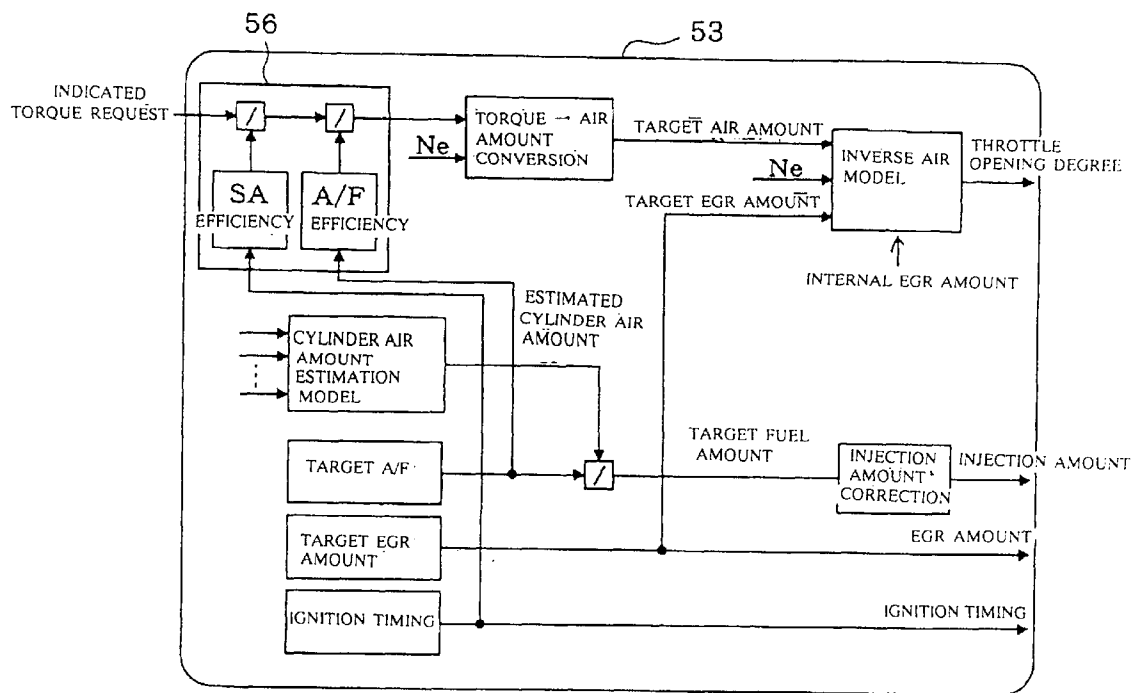 56
53
INDICATED
TORQUE REQUEST
/
/
TORQUE → AIR
AMOUNT
CONVERSION
Ne
TARGET AIR AMOUNT
Ne
TARGET EGR AMOUNT
INVERSE AIR
MODEL
THROTTLE
OPENING DEGREE
SA
EFFICIENCY
A/F
EFFICIENCY
INTERNAL EGR AMOUNT
ESTIMATED
CYLINDER AIR
AMOUNT
CYLINDER AIR
AMOUNT
ESTIMATION
MODEL
TARGET A/F
/
TARGET FUEL
AMOUNT
INJECTION
AMOUNT
CORRECTION
INJECTION AMOUNT
TARGET EGR
AMOUNT
EGR AMOUNT
IGNITION TIMING
IGNITION TIMING